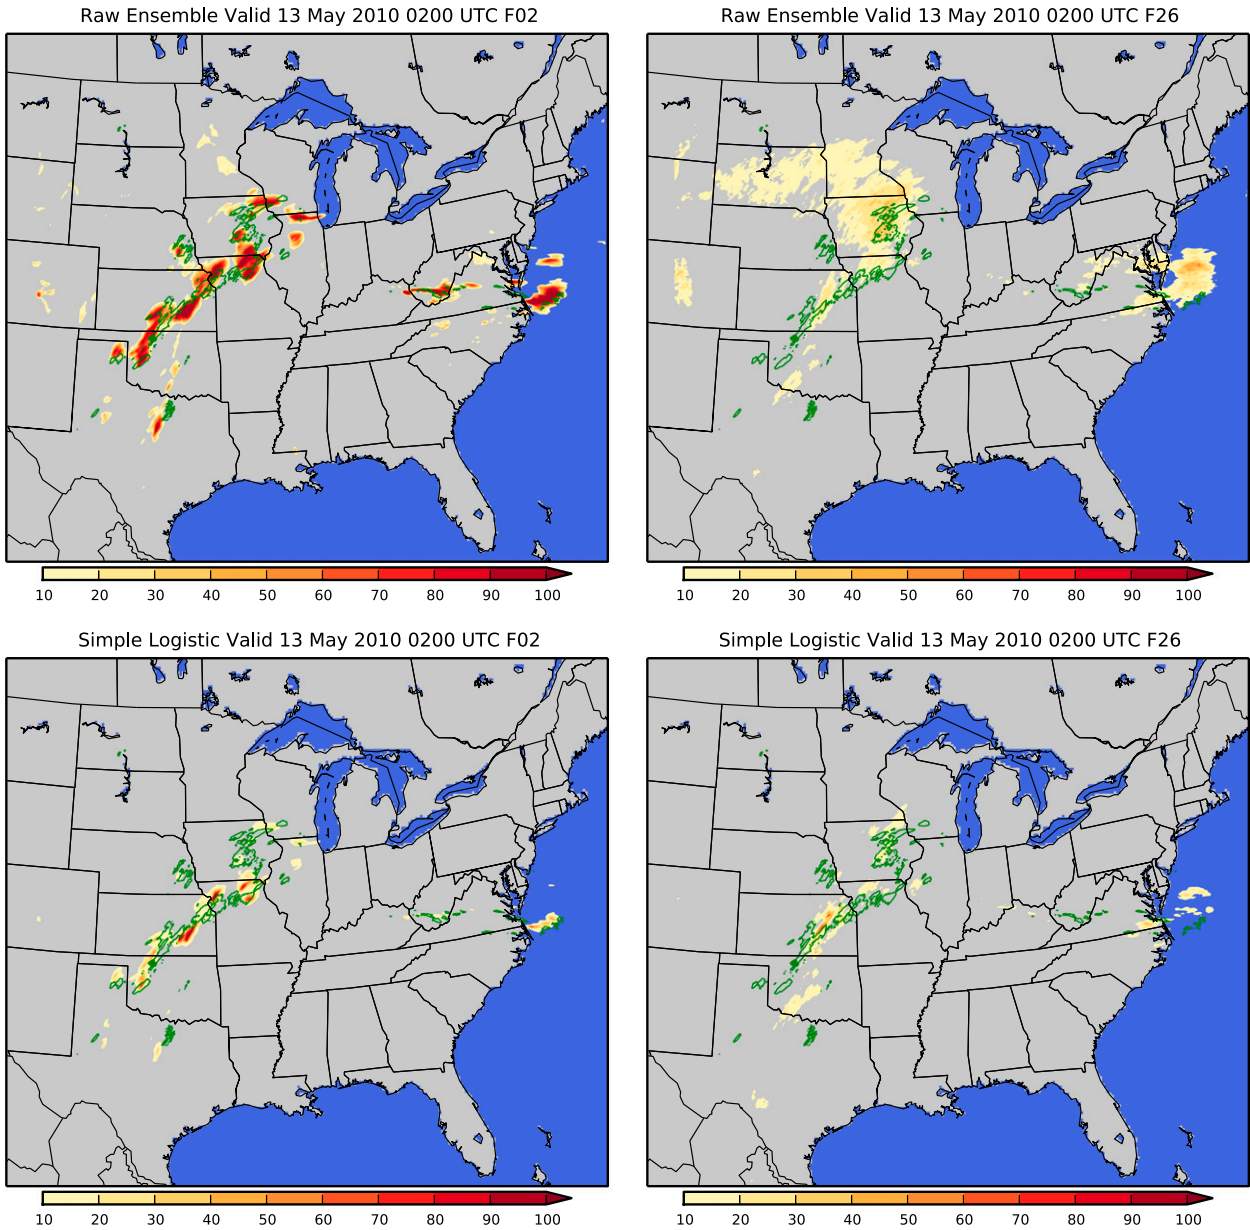 Raw Ensemble Valid 13 May 2010 0200 UTC F02
Raw Ensemble Valid 13 May 2010 0200 UTC F26
10 20 30 40 50 60 70 80 90 100
10 20 30 40 50 60 70 80 90 100
Simple Logistic Valid 13 May 2010 0200 UTC F02
Simple Logistic Valid 13 May 2010 0200 UTC F26
10 20 30 40 50 60 70 80 90 100
10 20 30 40 50 60 70 80 90 100